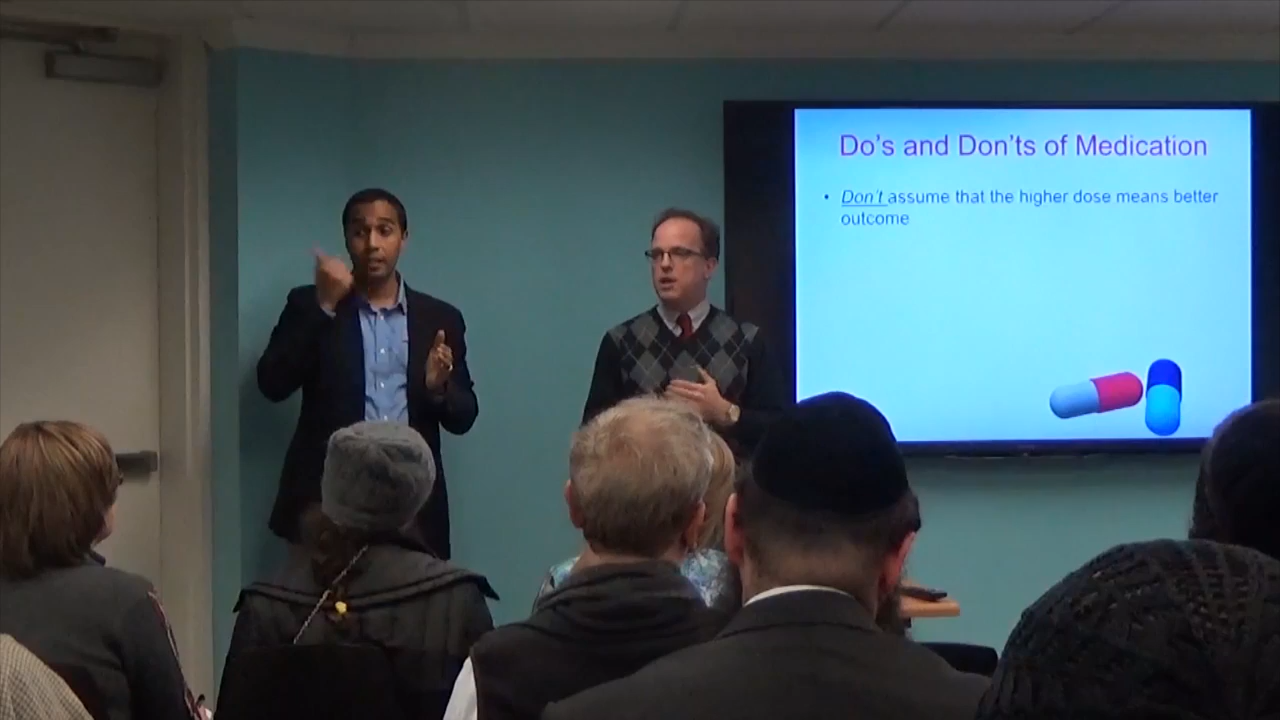 Do's and Don'ts of Medication
• Don't assume that the higher dose means better
outcome